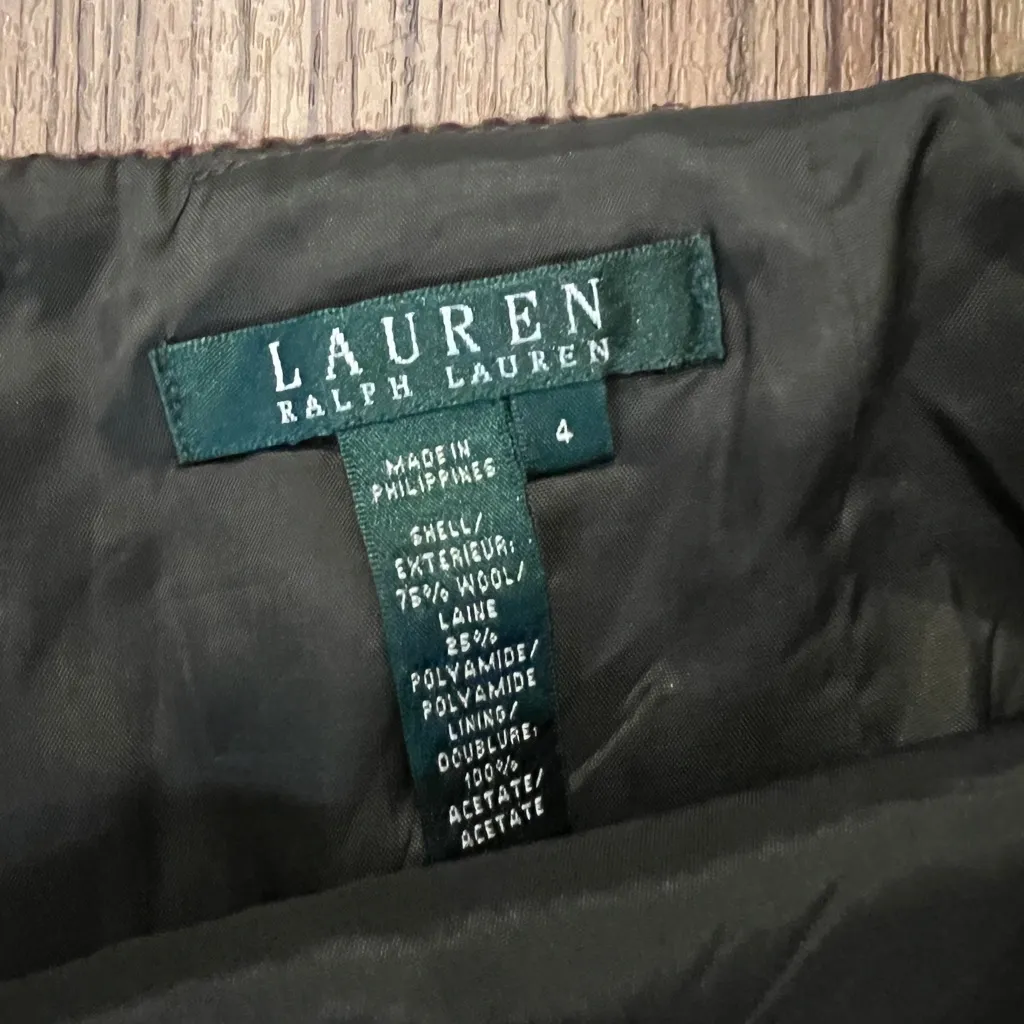 LAUREN
RALPH LAUREN
4
MADE IN
PHILIPPINES
SHELL/
EXTERIEUR:
75% WOOL/
LAINE
25%
POLYAMIDE/
POLYAMIDE
LINING/
DOUBLURE:
100%
ACETATE/
ACETATE